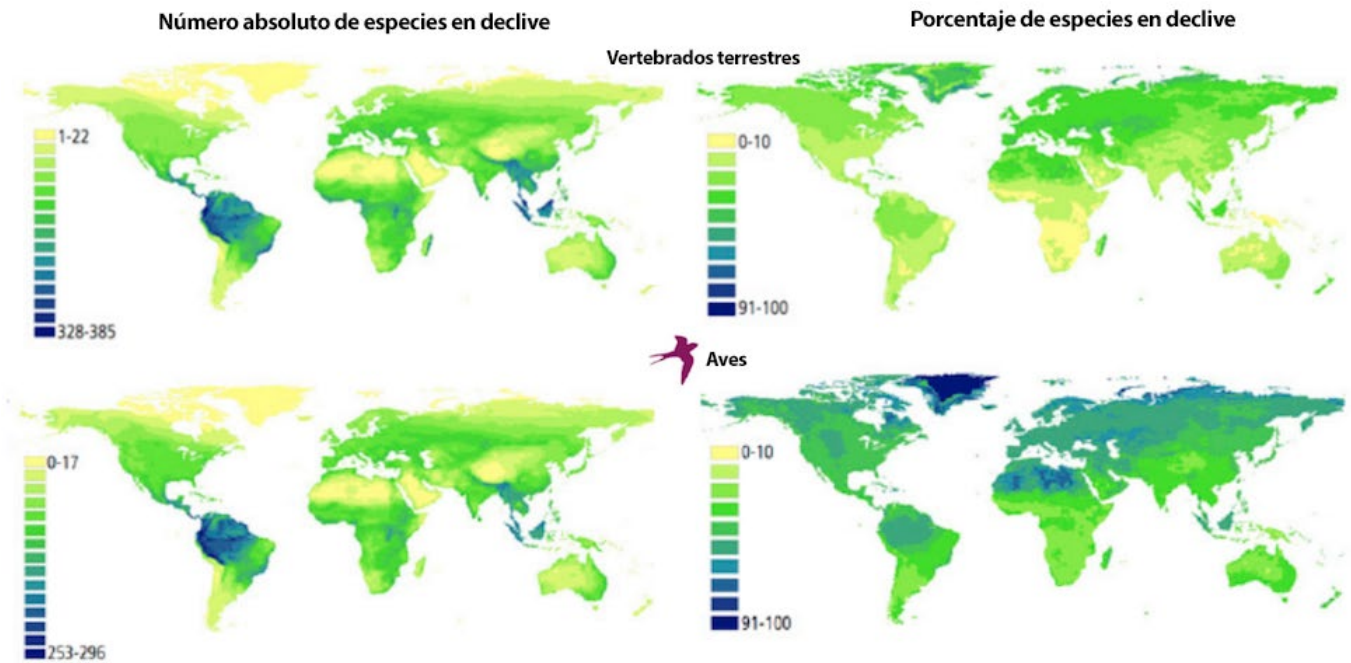 Número absoluto de especies en declive
Porcentaje de especies en declive
Vertebrados terrestres
1-22
328-385
0-10
91-100
Aves
0-17
253-296
0-10
91-100